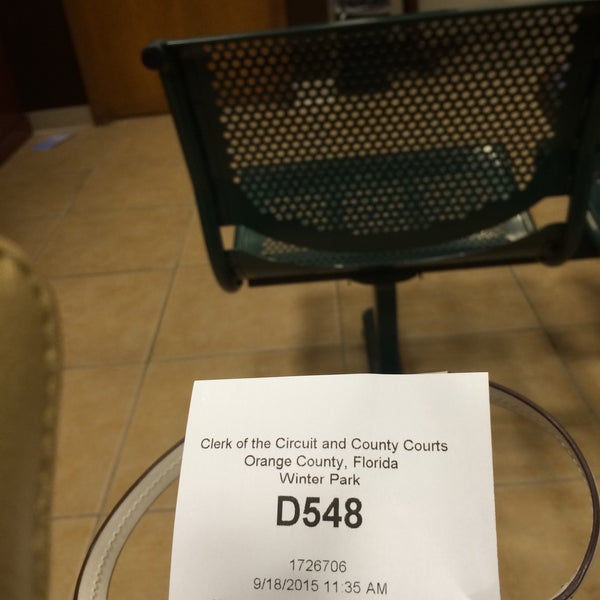 Clerk of the Circuit and County Courts
Orange County, Florida
Winter Park
D548
1726706
9/18/2015 11:35 AM